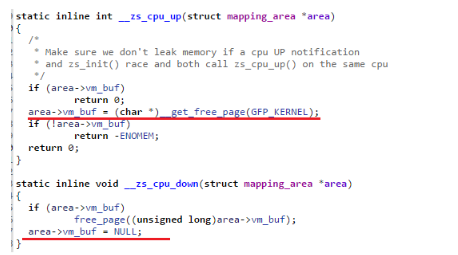 static inline int __zs_cpu_up(struct mapping_area *area)
{
/*
* Make sure we don't leak memory if a cpu UP notification
* and zs_init() race and both call zs_cpu_up() on the same cpu
*/
if (area->vm_buf)
return 0;
area->vm_buf = (char *)__get_free_page(GFP_KERNEL);
if (!area->vm_buf)
return -ENOMEM;
return 0;
}
static inline void __zs_cpu_down(struct mapping_area *area)
{
if (area->vm_buf)
free_page((unsigned long)area->vm_buf);
area->vm_buf = NULL;
}